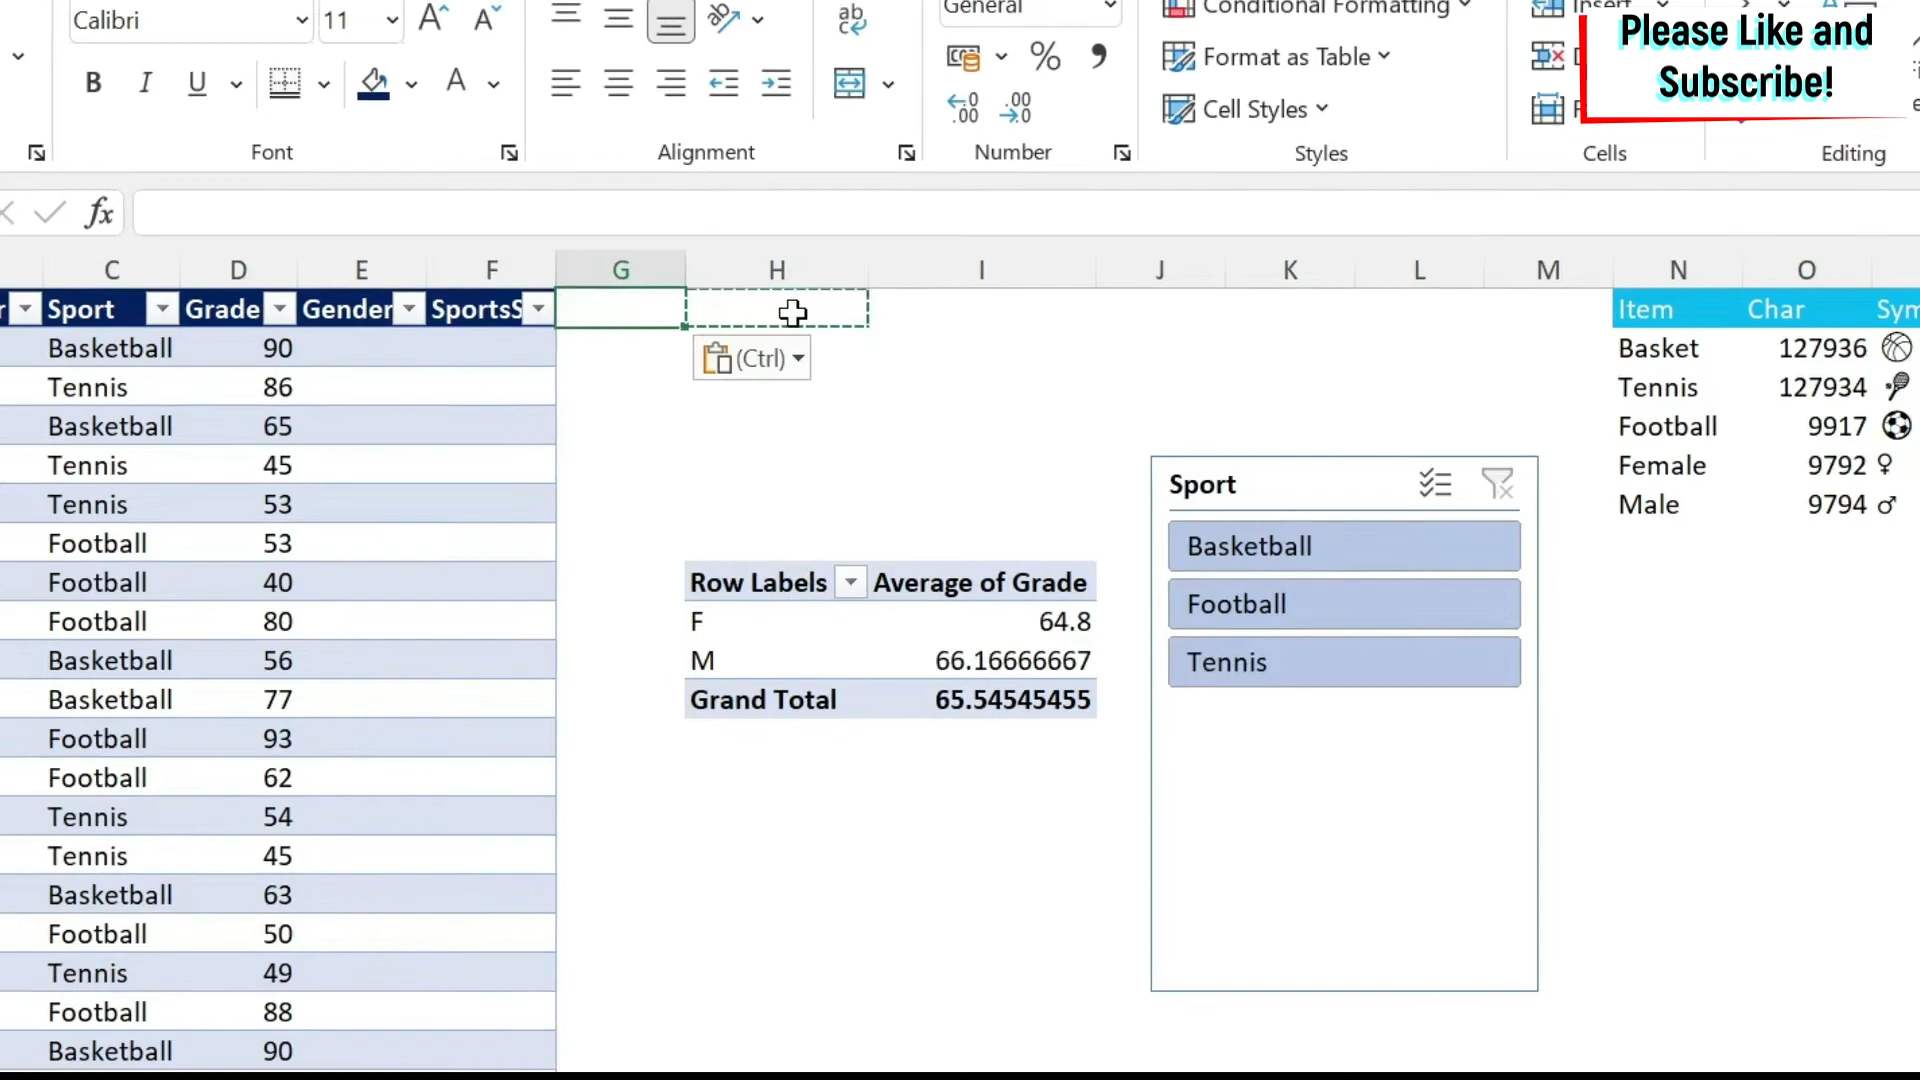 Calibri 11 General Conditional Formatting Insert
Please Like and
Subscribe!
B I U A ab % Format as Table
Cell Styles
Font Alignment Number Styles Cells Editing
fx
C D E F G H I J K L M N O
r Sport Grade Gender SportsS Item Char Sym
Basketball 90 Basket 127936
(Ctrl)
Tennis 86 Tennis 127934
Basketball 65 Football 9917
Tennis 45 Female 9792 ♀
Tennis 53 Male 9794 ♂
Sport
Football 53 Basketball
Football 40 Row Labels Average of Grade Football
Football 80 F 64.8
Basketball 56 M 66.16666667 Tennis
Basketball 77 Grand Total 65.54545455
Football 93
Football 62
Tennis 54
Tennis 45
Basketball 63
Football 50
Tennis 49
Football 88
Basketball 90